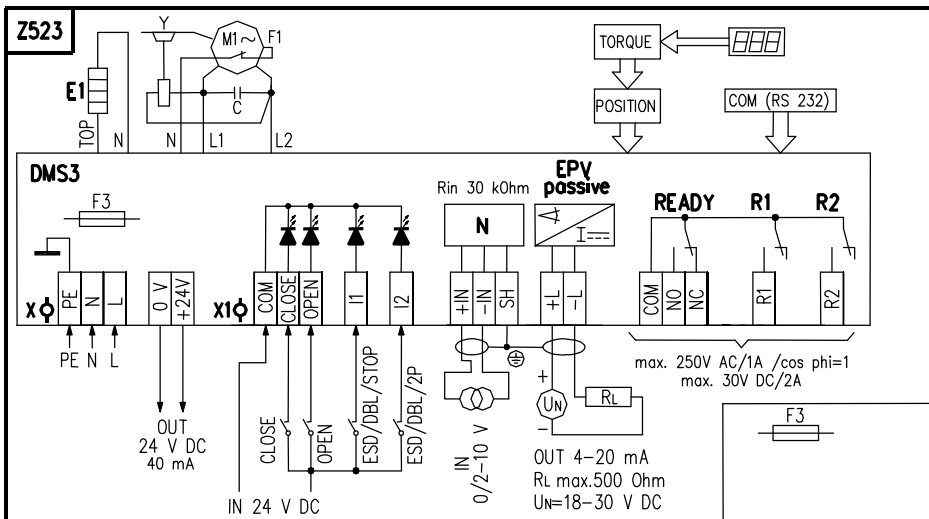 Z523
Y
M1 ~
F1
E1
C
TOP
N
N
L1
L2
TORQUE
POSITION
COM (RS 232)
DMS3
F3
Rin 30 kOhm
N
EPV
passive
I
READY
R1
R2
X
PE
N
L
0 V
+24V
X1
COM
CLOSE
OPEN
I1
I2
+IN
-IN
SH
+L
-L
COM
NO
NC
R1
R2
PE N L
OUT
24 V DC
40 mA
CLOSE
OPEN
ESD/DBL/STOP
ESD/DBL/2P
IN 24 V DC
IN
0/2-10 V
+
UN
-
RL
OUT 4-20 mA
RL max.500 Ohm
UN=18-30 V DC
max. 250V AC/1A /cos phi=1
max. 30V DC/2A
F3